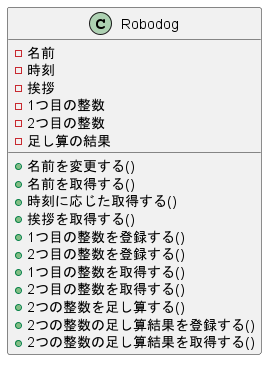 C Robodog
名前
時刻
挨拶
1つ目の整数
2つ目の整数
足し算の結果
名前を変更する()
名前を取得する()
時刻に応じた取得する()
挨拶を取得する()
1つ目の整数を登録する()
2つ目の整数を登録する()
1つ目の整数を取得する()
2つ目の整数を取得する()
2つの整数を足し算する()
2つの整数の足し算結果を登録する()
2つの整数の足し算結果を取得する()